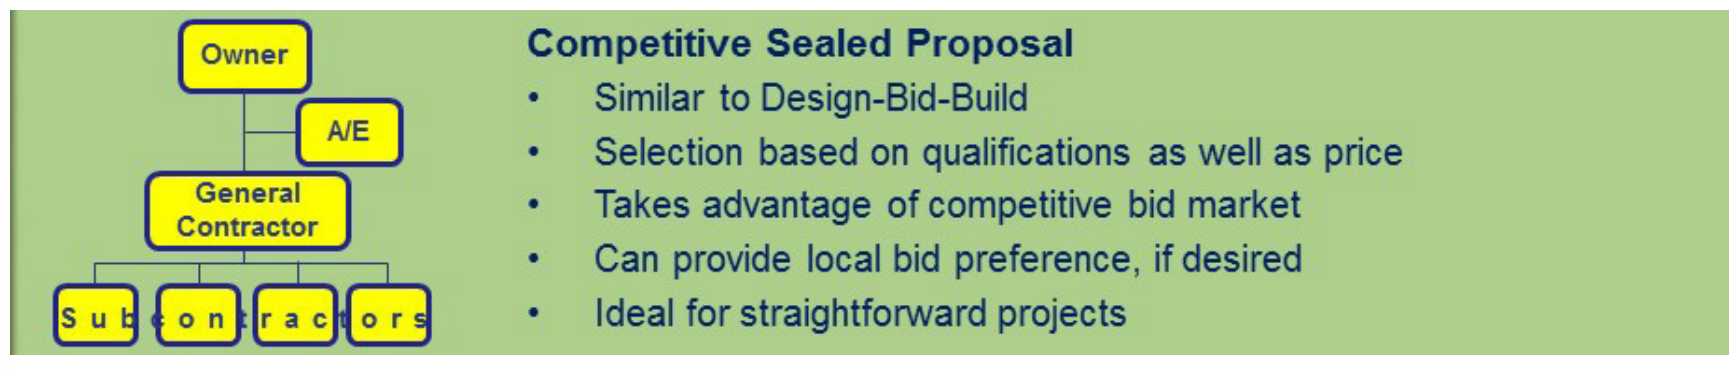 Owner
A/E
General
Contractor
S u b c o n t r a c t o r s
Competitive Sealed Proposal
• Similar to Design-Bid-Build
• Selection based on qualifications as well as price
• Takes advantage of competitive bid market
• Can provide local bid preference, if desired
• Ideal for straightforward projects